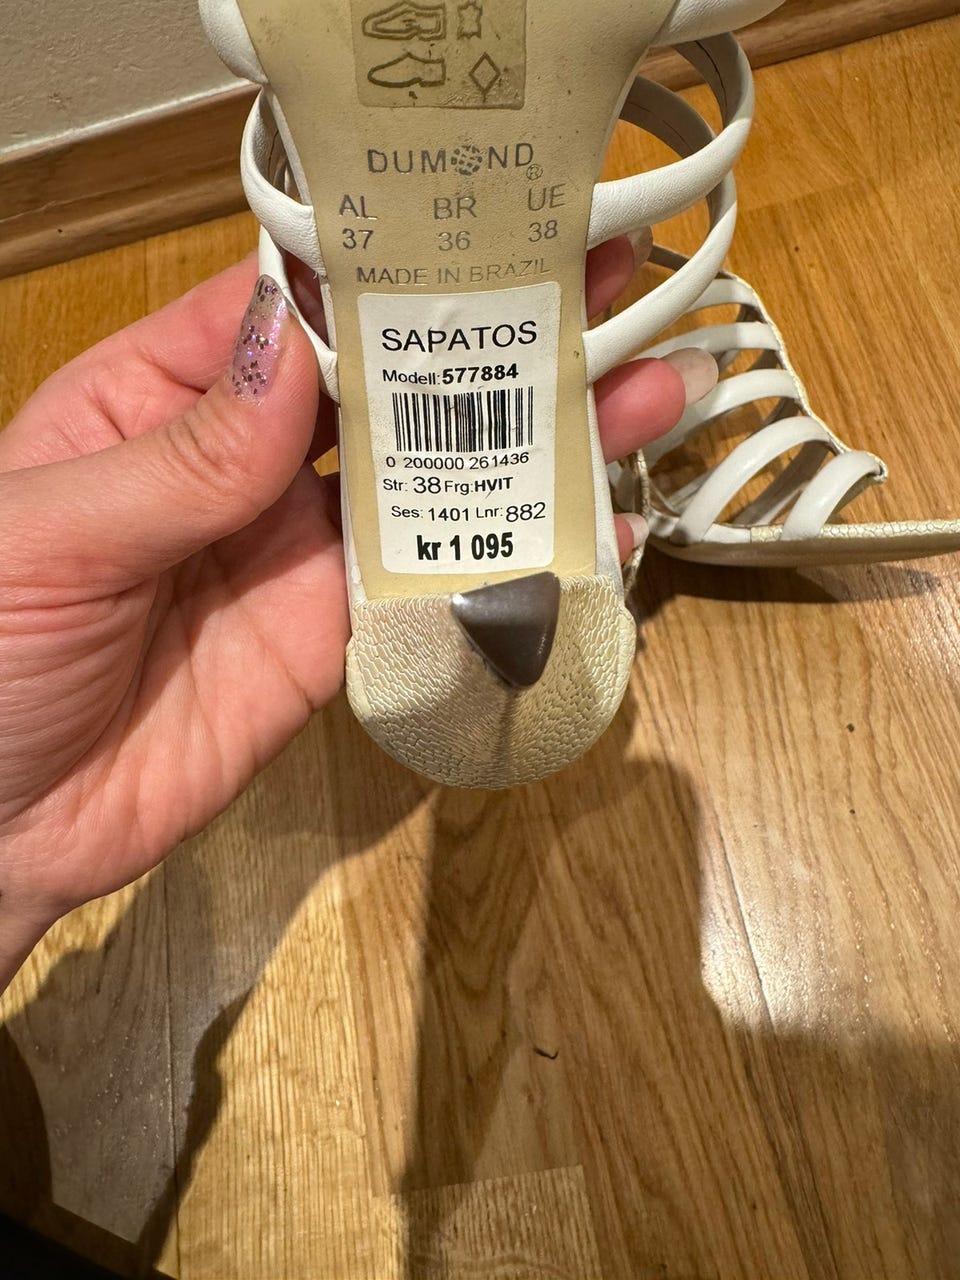 DUMOND®
AL BR UE
37 36 38
MADE IN BRAZIL
SAPATOS
Modell:577884
0 200000 261436
Str: 38 Frg:HVIT
Ses: 1401 Lnr: 882
kr 1 095